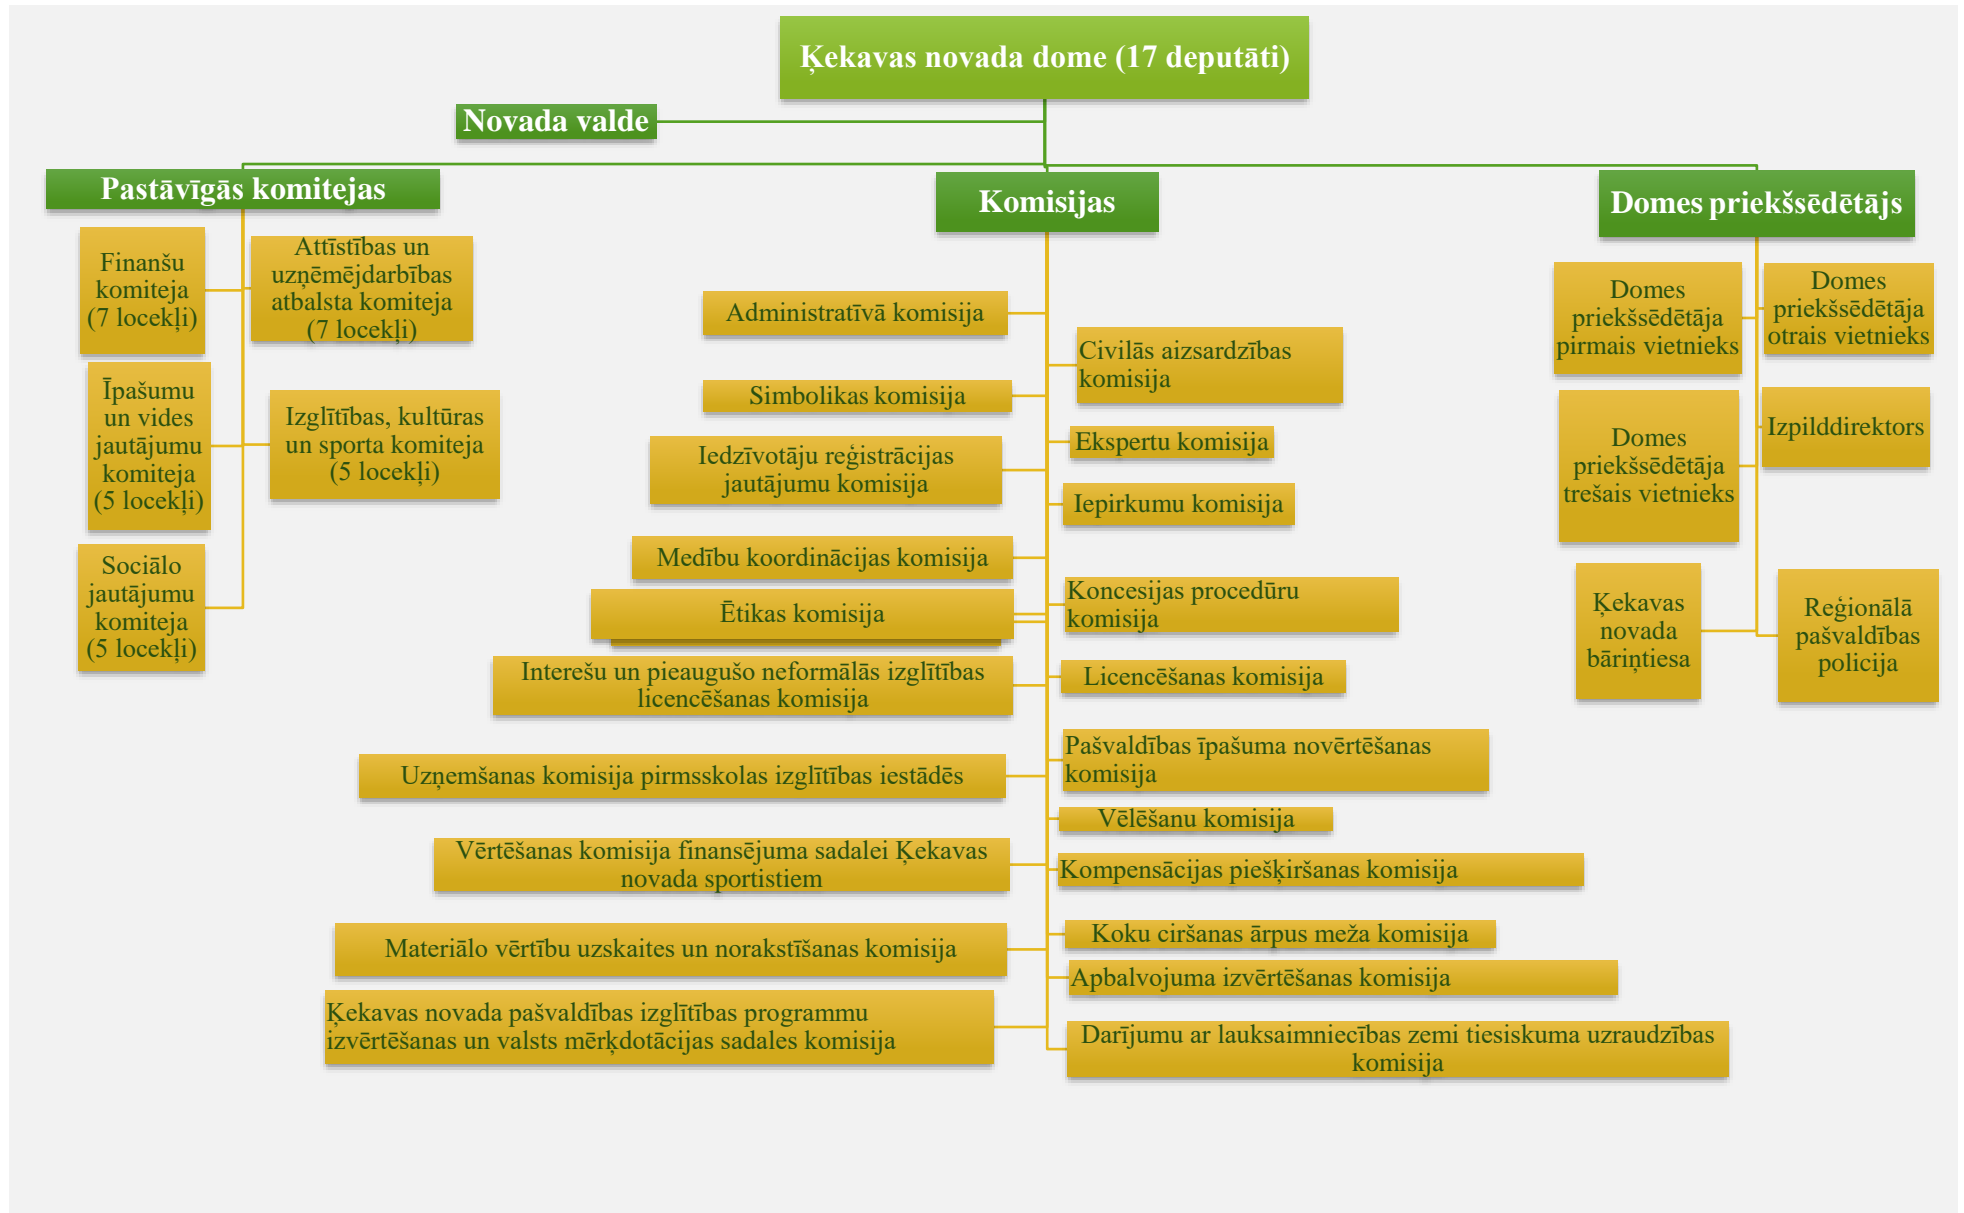 Ķekavas novada dome (17 deputāti)
Novada valde
Pastāvīgās komitejas
Finanšu
komiteja
(7 locekļi)
Attīstības un
uzņēmējdarbības
atbalsta komiteja
(7 locekļi)
Īpašumu
un vides
jautājumu
komiteja
(5 locekļi)
Izglītības, kultūras
un sporta komiteja
(5 locekļi)
Sociālo
jautājumu
komiteja
(5 locekļi)
Komisijas
Administratīvā komisija
Civilās aizsardzības
komisija
Simbolikas komisija
Ekspertu komisija
Iedzīvotāju reģistrācijas
jautājumu komisija
Iepirkumu komisija
Medību koordinācijas komisija
Koncesijas procedūru
komisija
Ētikas komisija
Interešu un pieaugušo neformālās izglītības
licencēšanas komisija
Licencēšanas komisija
Pašvaldības īpašuma novērtēšanas
komisija
Uzņemšanas komisija pirmsskolas izglītības iestādēs
Vēlēšanu komisija
Vērtēšanas komisija finansējuma sadalei Ķekavas
novada sportistiem
Kompensācijas piešķiršanas komisija
Materiālo vērtību uzskaites un norakstīšanas komisija
Koku ciršanas ārpus meža komisija
Apbalvojuma izvērtēšanas komisija
Ķekavas novada pašvaldības izglītības programmu
izvērtēšanas un valsts mērķdotācijas sadales komisija
Darījumu ar lauksaimniecības zemi tiesiskuma uzraudzības
komisija
Domes priekšsēdētājs
Domes
priekšsēdētāja
pirmais vietnieks
Domes
priekšsēdētāja
otrais vietnieks
Domes
priekšsēdētāja
trešais vietnieks
Izpilddirektors
Ķekavas
novada
bāriņtiesa
Reģionālā
pašvaldības
policija